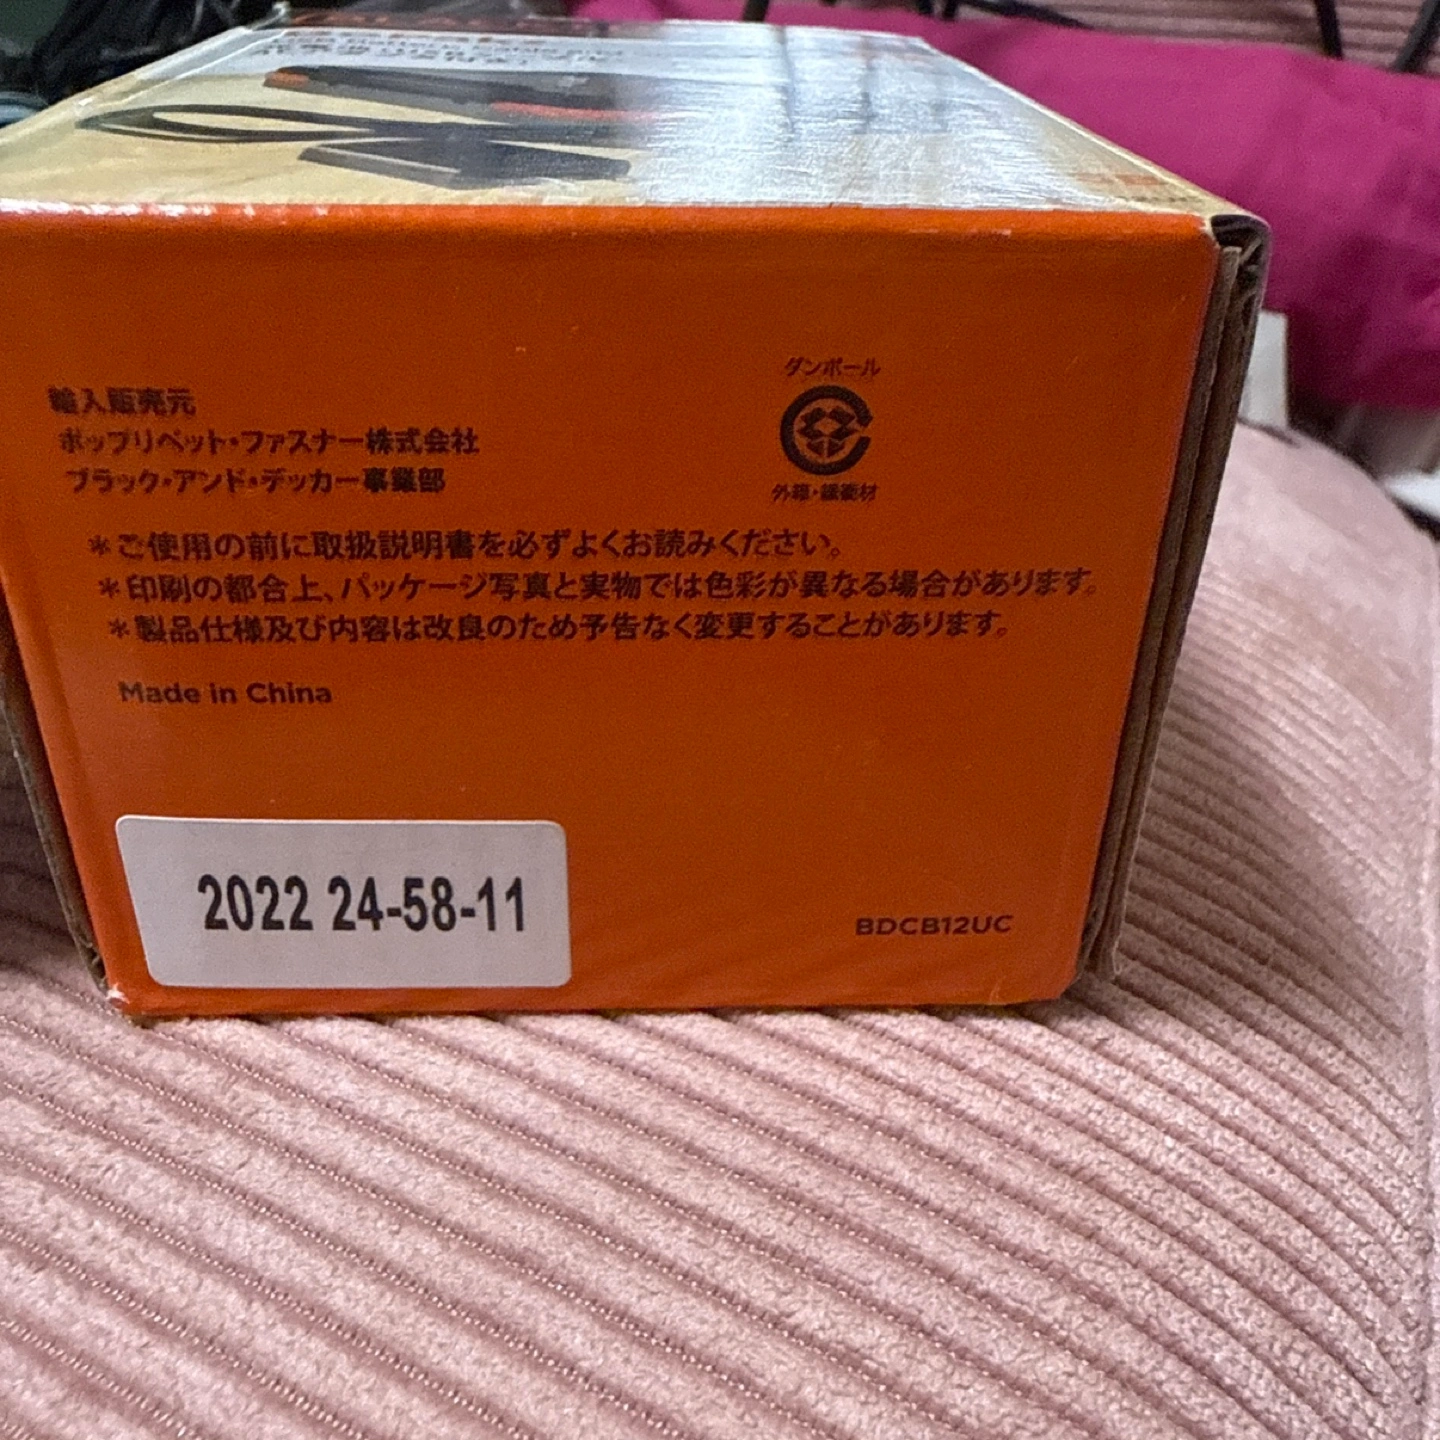 ダンボール
外箱・緩衝材
輸入販売元
ポップリベット・ファスナー株式会社
ブラック・アンド・デッカー事業部
＊ご使用の前に取扱説明書を必ずよくお読みください。
＊印刷の都合上、パッケージ写真と実物では色彩が異なる場合があります。
＊製品仕様及び内容は改良のため予告なく変更することがあります。
Made in China
2022 24-58-11
BDCB12UC